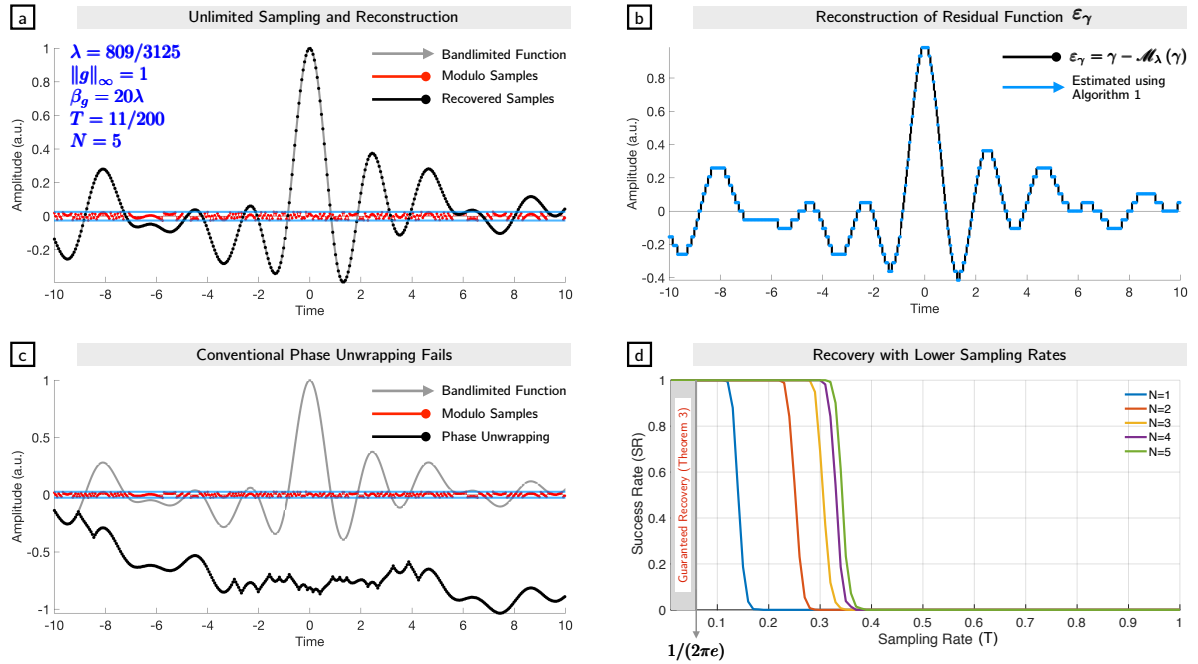 a
Unlimited Sampling and Reconstruction
λ = 809/3125
‖g‖∞ = 1
β_g = 20λ
T = 11/200
N = 5
Bandlimited Function
Modulo Samples
Recovered Samples
Amplitude (a.u.)
1
0.8
0.6
0.4
0.2
0
-0.2
-10 -8 -6 -4 -2 0 2 4 6 8 10
Time
b
Reconstruction of Residual Function ε_γ
ε_γ = γ − ℳ_λ (γ)
Estimated using
Algorithm 1
Amplitude (a.u.)
0.8
0.6
0.4
0.2
0
-0.2
-0.4
-10 -8 -6 -4 -2 0 2 4 6 8 10
Time
c
Conventional Phase Unwrapping Fails
Bandlimited Function
Modulo Samples
Phase Unwrapping
Amplitude (a.u.)
1
0.5
0
-0.5
-1
-10 -8 -6 -4 -2 0 2 4 6 8 10
Time
d
Recovery with Lower Sampling Rates
N=1
N=2
N=3
N=4
N=5
Guaranteed Recovery (Theorem 3)
Success Rate (SR)
1
0.8
0.6
0.4
0.2
0
0.1 0.2 0.3 0.4 0.5 0.6 0.7 0.8 0.9 1
Sampling Rate (T)
1/(2πe)